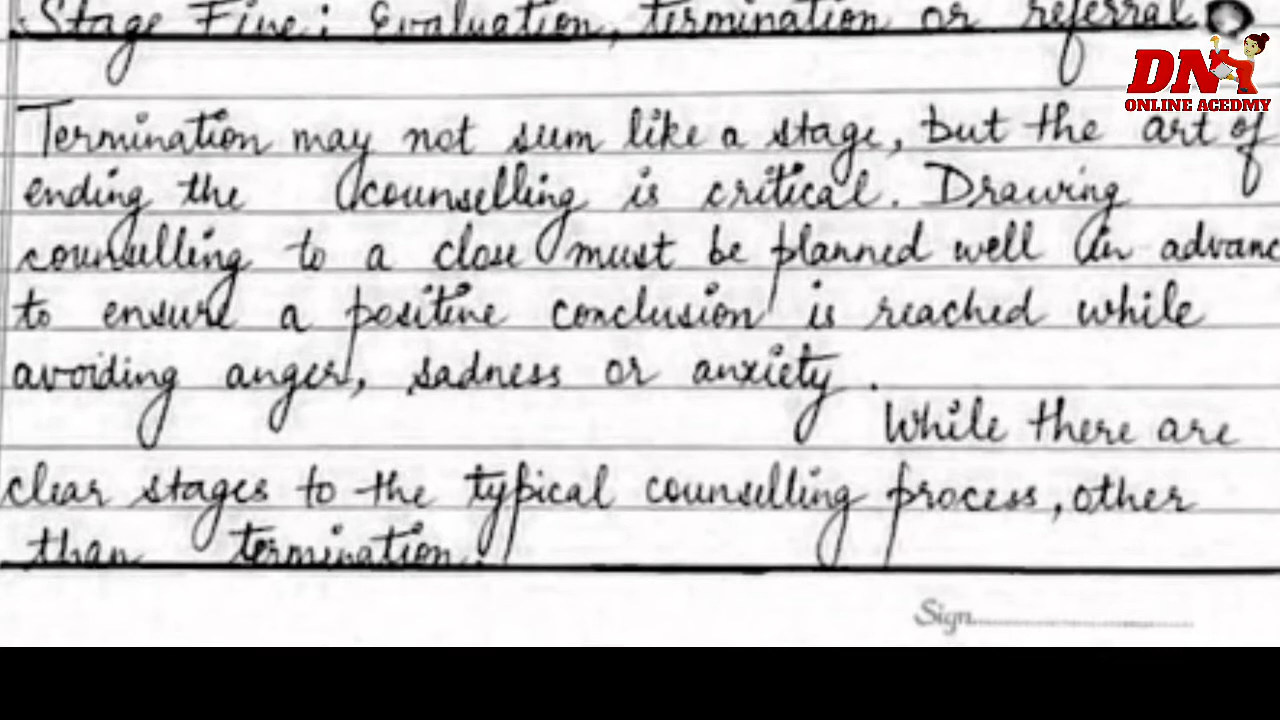 Stage Five: Evaluation, termination or referral
DN
ONLINE ACEDMY
Termination may not sum like a stage, but the art of
ending the counselling is critical. Drawing
counselling to a close must be planned well in advanc
to ensure a positive conclusion is reached while
avoiding anger, sadness or anxiety.
While there are
clear stages to the typical counselling process, other
than termination.
Sign